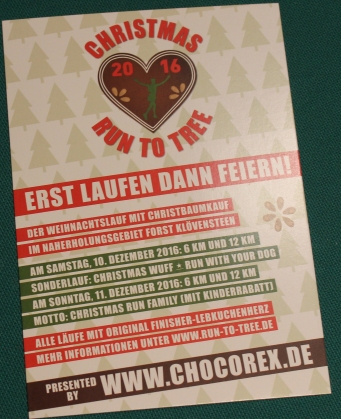 CHRISTMAS
20 16
RUN TO TREE
ERST LAUFEN DANN FEIERN!
DER WEIHNACHTSLAUF MIT CHRISTBAUMKAUF
IM NAHERHOLUNGSGEBIET FORST KLÖVENSTEEN
AM SAMSTAG, 10. DEZEMBER 2016: 6 KM UND 12 KM
SONDERLAUF: CHRISTMAS WUFF - RUN WITH YOUR DOG
AM SONNTAG, 11. DEZEMBER 2016: 6 KM UND 12 KM
MOTTO: CHRISTMAS RUN FAMILY (MIT KINDERRABATT)
ALLE LÄUFE MIT ORIGINAL FINISHER-LEBKUCHENHERZ
MEHR INFORMATIONEN UNTER WWW.RUN-TO-TREE.DE
PRESENTED BY WWW.CHOCOREX.DE